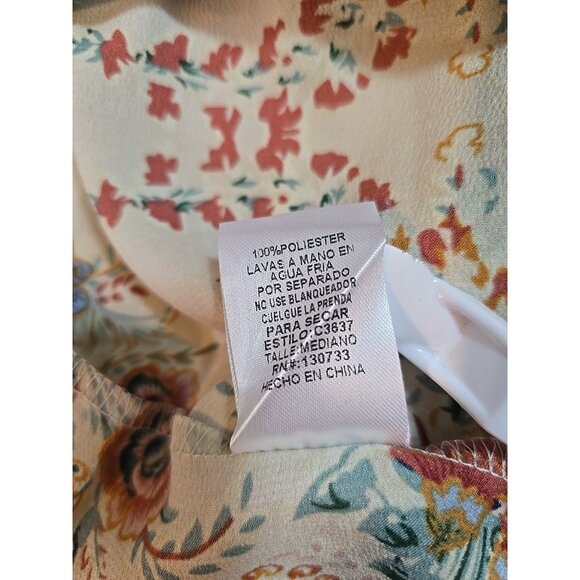 100%POLIESTER
LAVAS A MANO EN
AGUA FRIA
POR SEPARADO
NO USE BLANQUEADOR
CUELGUE LA PRENDA
PARA SECAR
ESTILO:C3637
TALLE:MEDIANO
RN#:130733
HECHO EN CHINA